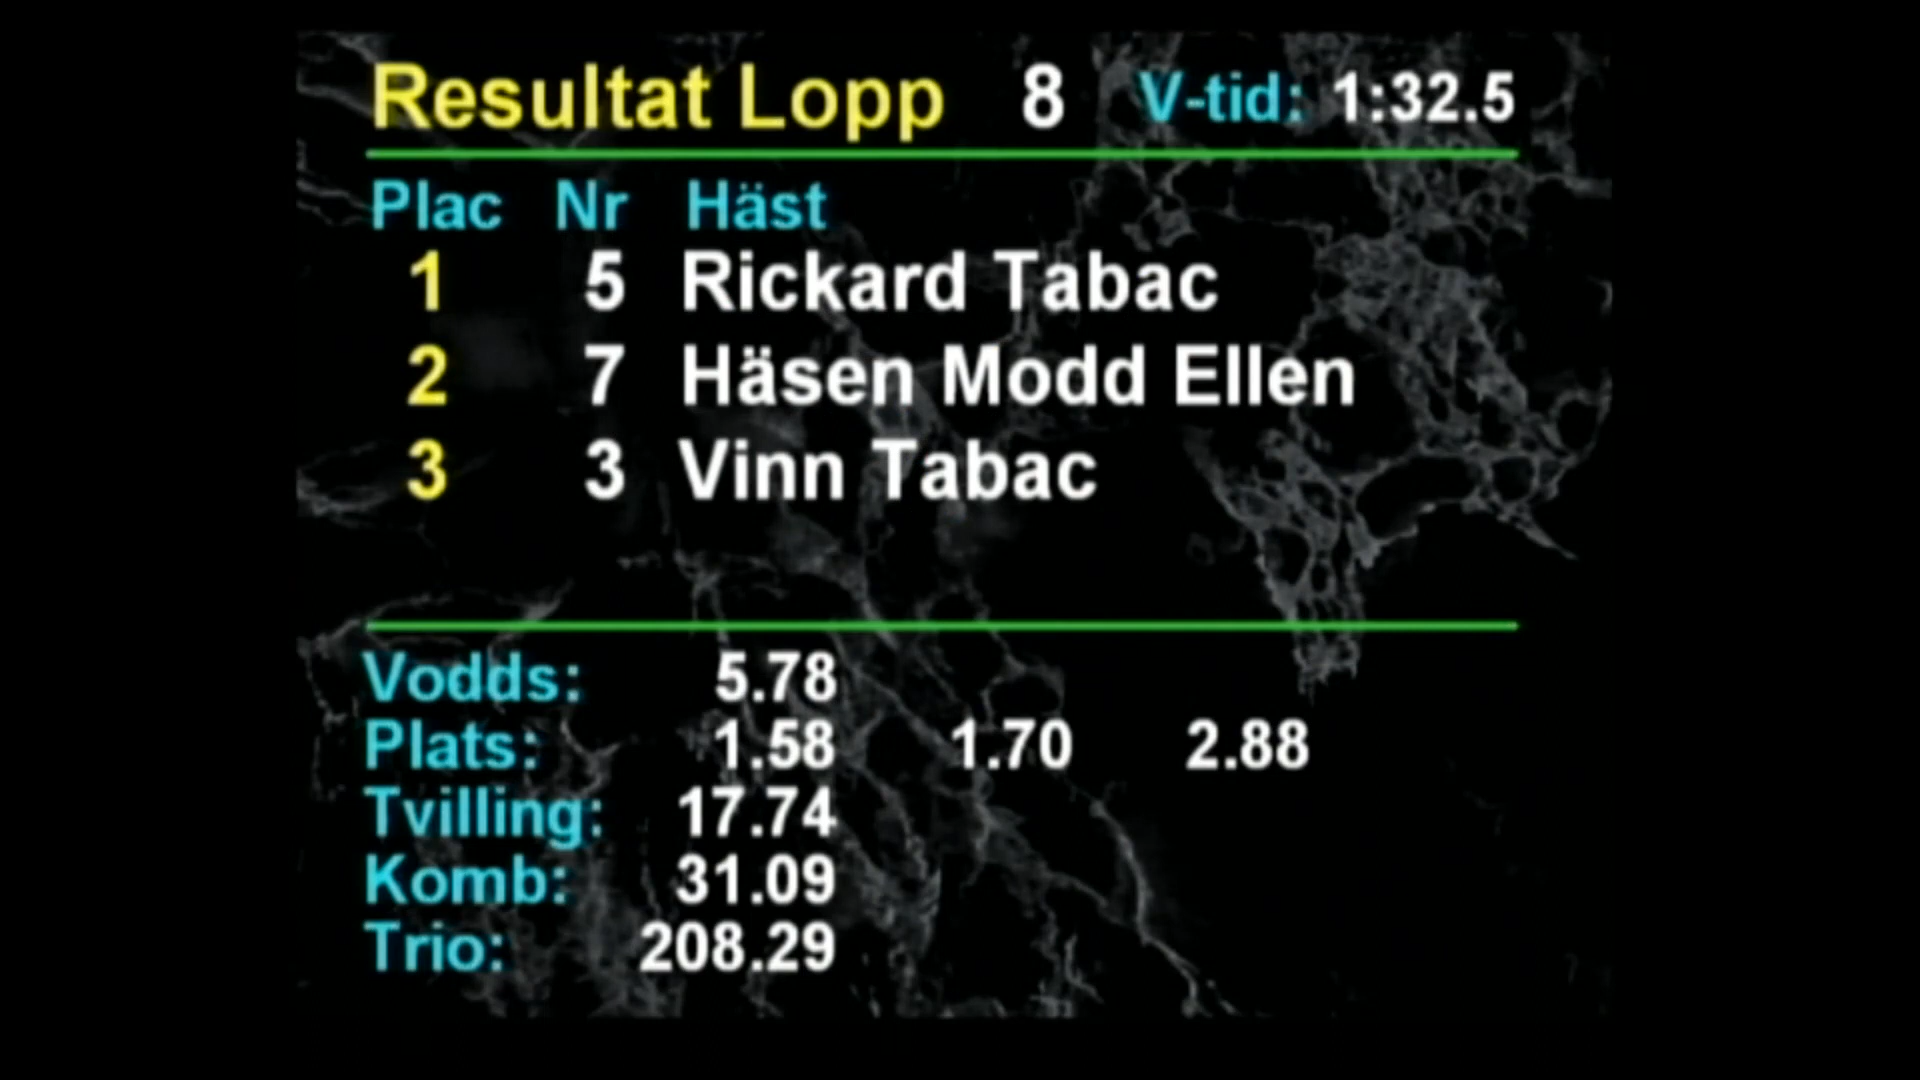 Resultat Lopp 8 V-tid: 1:32.5
Plac Nr Häst
1 5 Rickard Tabac
2 7 Häsen Modd Ellen
3 3 Vinn Tabac
Vodds: 5.78
Plats: 1.58 1.70 2.88
Tvilling: 17.74
Komb: 31.09
Trio: 208.29